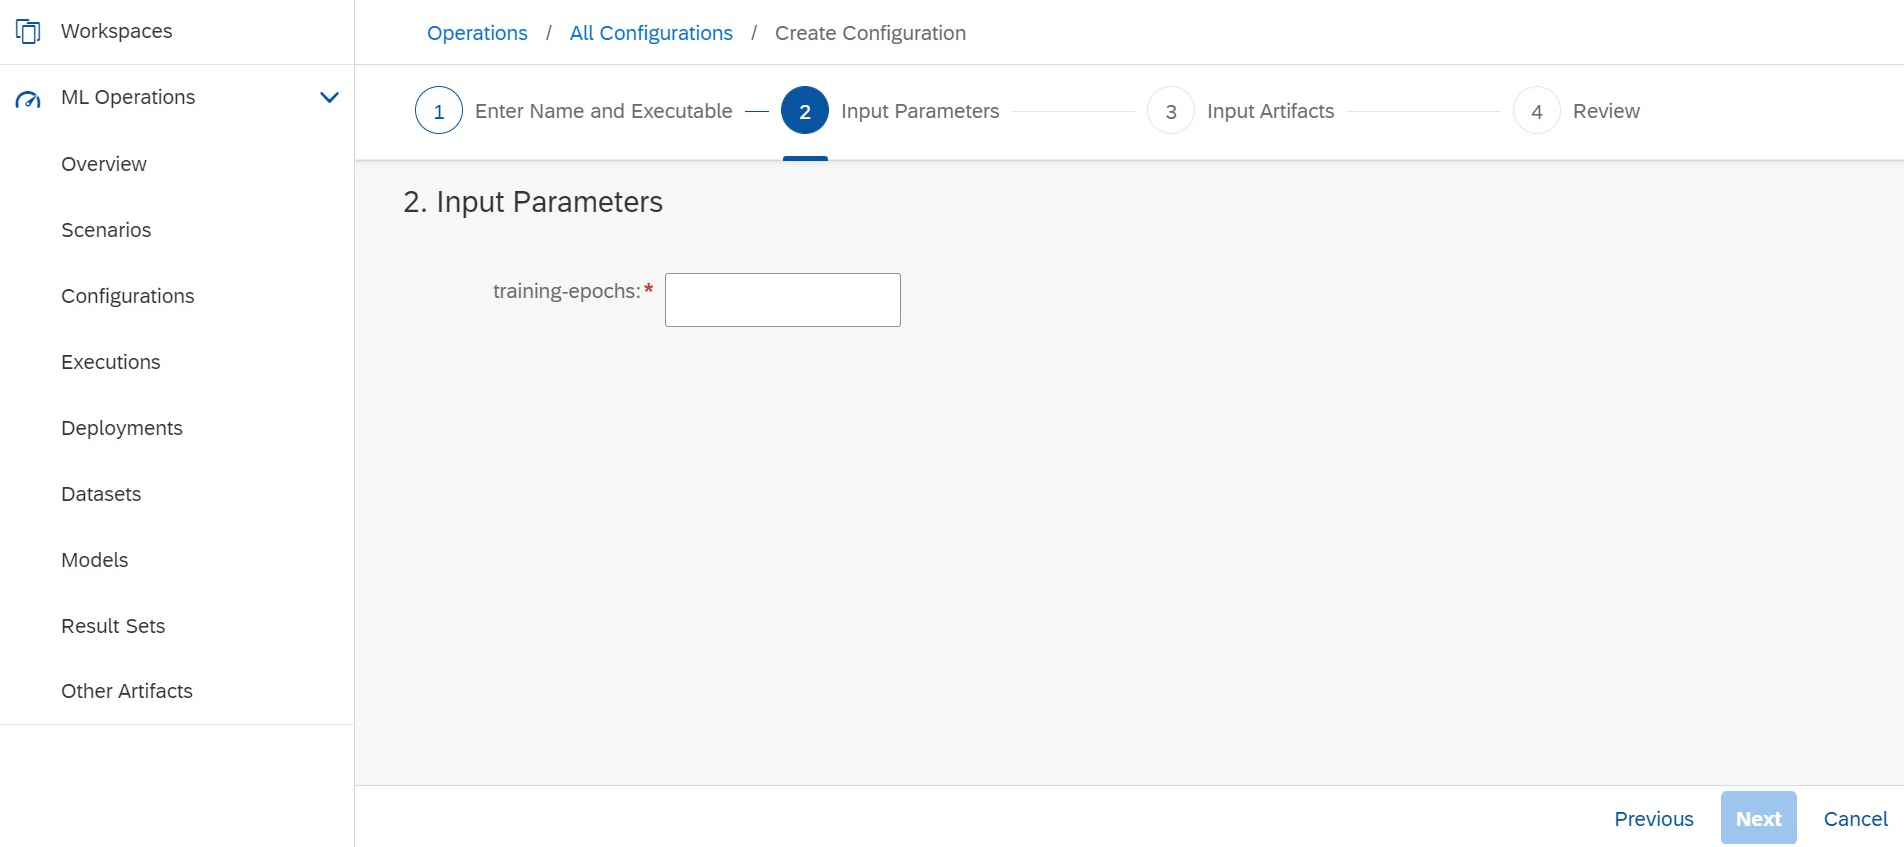 Workspaces
ML Operations
Overview
Scenarios
Configurations
Executions
Deployments
Datasets
Models
Result Sets
Other Artifacts
Operations / All Configurations / Create Configuration
1 Enter Name and Executable 2 Input Parameters 3 Input Artifacts 4 Review
2. Input Parameters
training-epochs:*
Previous Next Cancel